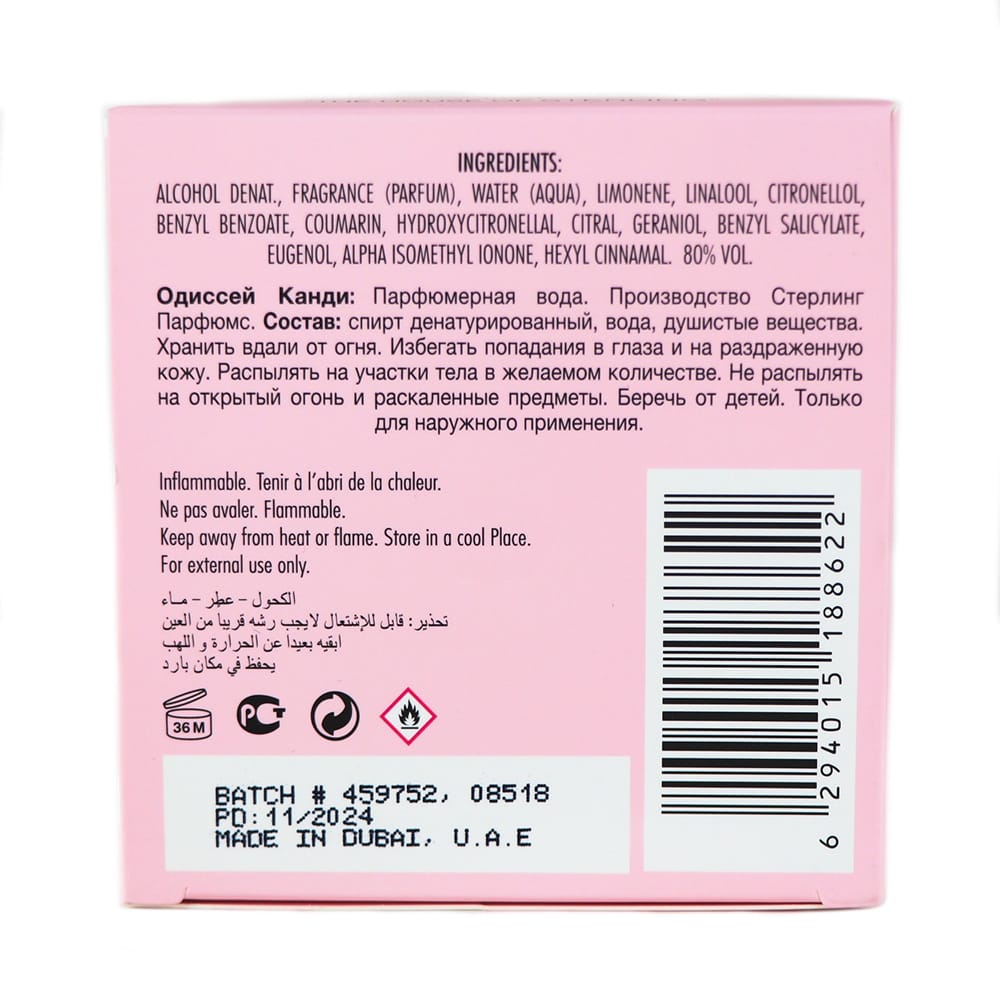 INGREDIENTS:
ALCOHOL DENAT., FRAGRANCE (PARFUM), WATER (AQUA), LIMONENE, LINALOOL, CITRONELLOL,
BENZYL BENZOATE, COUMARIN, HYDROXYCITRONELLAL, CITRAL, GERANIOL, BENZYL SALICYLATE,
EUGENOL, ALPHA ISOMETHYL IONONE, HEXYL CINNAMAL. 80% VOL.
Одиссей Канди: Парфюмерная вода. Производство Стерлинг
Парфюмс. Состав: спирт денатурированный, вода, душистые вещества.
Хранить вдали от огня. Избегать попадания в глаза и на раздраженную
кожу. Распылять на участки тела в желаемом количестве. Не распылять
на открытый огонь и раскаленные предметы. Беречь от детей. Только
для наружного применения.
Inflammable. Tenir à l'abri de la chaleur.
Ne pas avaler. Flammable.
Keep away from heat or flame. Store in a cool Place.
For external use only.
الكحول – عطر – ماء
تحذير: قابل للإشتعال لايجب رشه قريبا من العين
ابقيه بعيدا عن الحرارة و اللهب
يحفظ في مكان بارد
36 M
РСТ
BATCH # 459752, 08518
PD:11/2024
MADE IN DUBAI, U.A.E
6 294015 188622